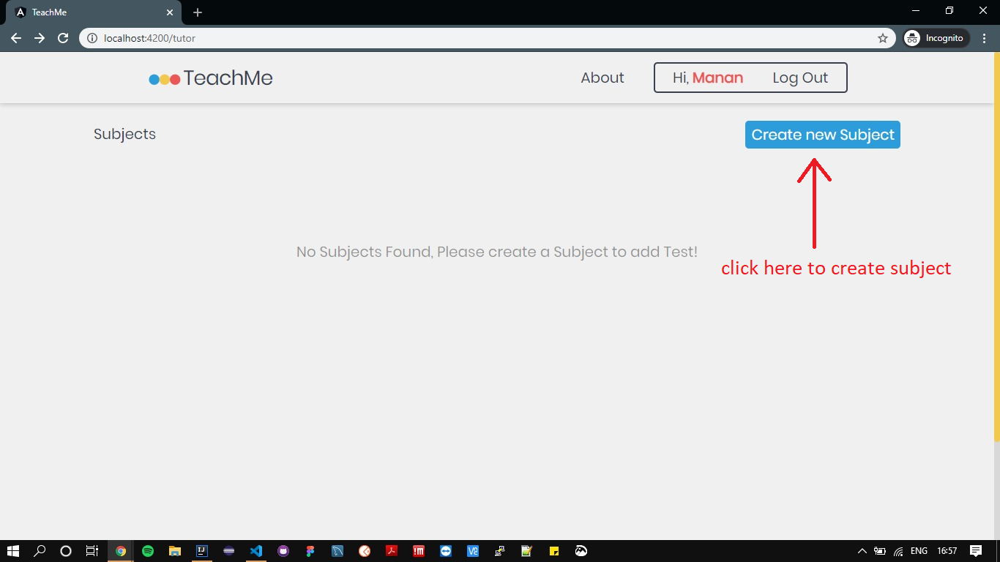 TeachMe
localhost:4200/tutor
Incognito
TeachMe
About
Hi, Manan
Log Out
Subjects
Create new Subject
No Subjects Found, Please create a Subject to add Test!
click here to create subject
ENG
16:57